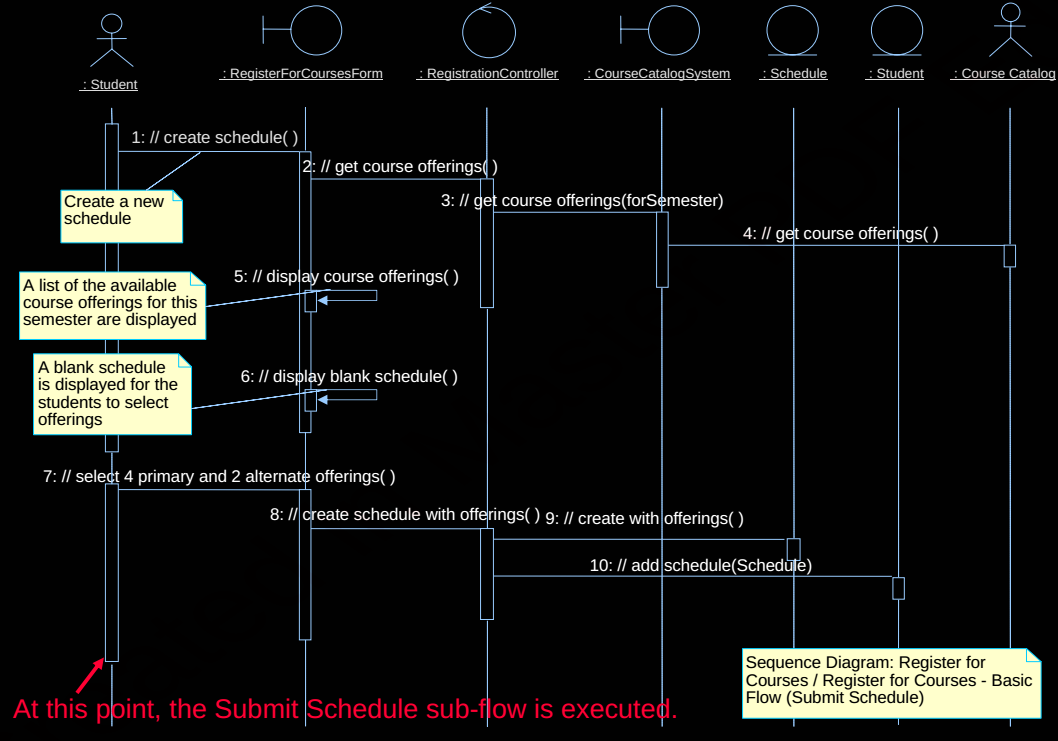 : Student
: RegisterForCoursesForm
: RegistrationController
: CourseCatalogSystem
: Schedule
: Student
: Course Catalog
1: // create schedule( )
2: // get course offerings( )
Create a new
schedule
3: // get course offerings(forSemester)
4: // get course offerings( )
5: // display course offerings( )
A list of the available
course offerings for this
semester are displayed
6: // display blank schedule( )
A blank schedule
is displayed for the
students to select
offerings
7: // select 4 primary and 2 alternate offerings( )
8: // create schedule with offerings( )
9: // create with offerings( )
10: // add schedule(Schedule)
Sequence Diagram: Register for
Courses / Register for Courses - Basic
Flow (Submit Schedule)
At this point, the Submit Schedule sub-flow is executed.